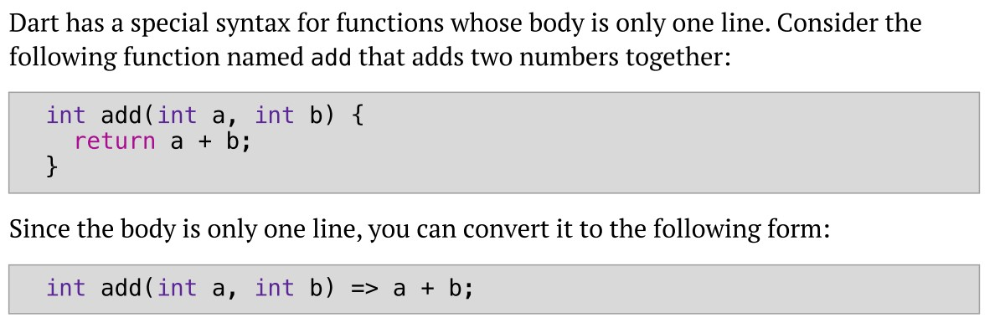 Dart has a special syntax for functions whose body is only one line. Consider the
following function named add that adds two numbers together:
int add(int a, int b) {
  return a + b;
}
Since the body is only one line, you can convert it to the following form:
int add(int a, int b) => a + b;